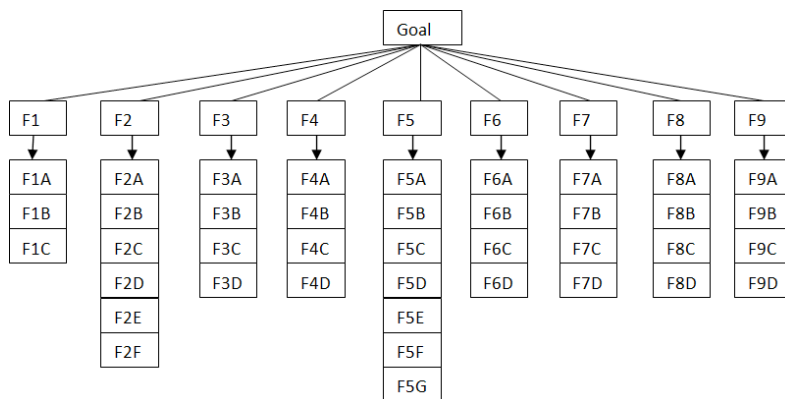 Goal
F1 F2 F3 F4 F5 F6 F7 F8 F9
F1A F2A F3A F4A F5A F6A F7A F8A F9A
F1B F2B F3B F4B F5B F6B F7B F8B F9B
F1C F2C F3C F4C F5C F6C F7C F8C F9C
F2D F3D F4D F5D F6D F7D F8D F9D
F2E F5E
F2F F5F
F5G